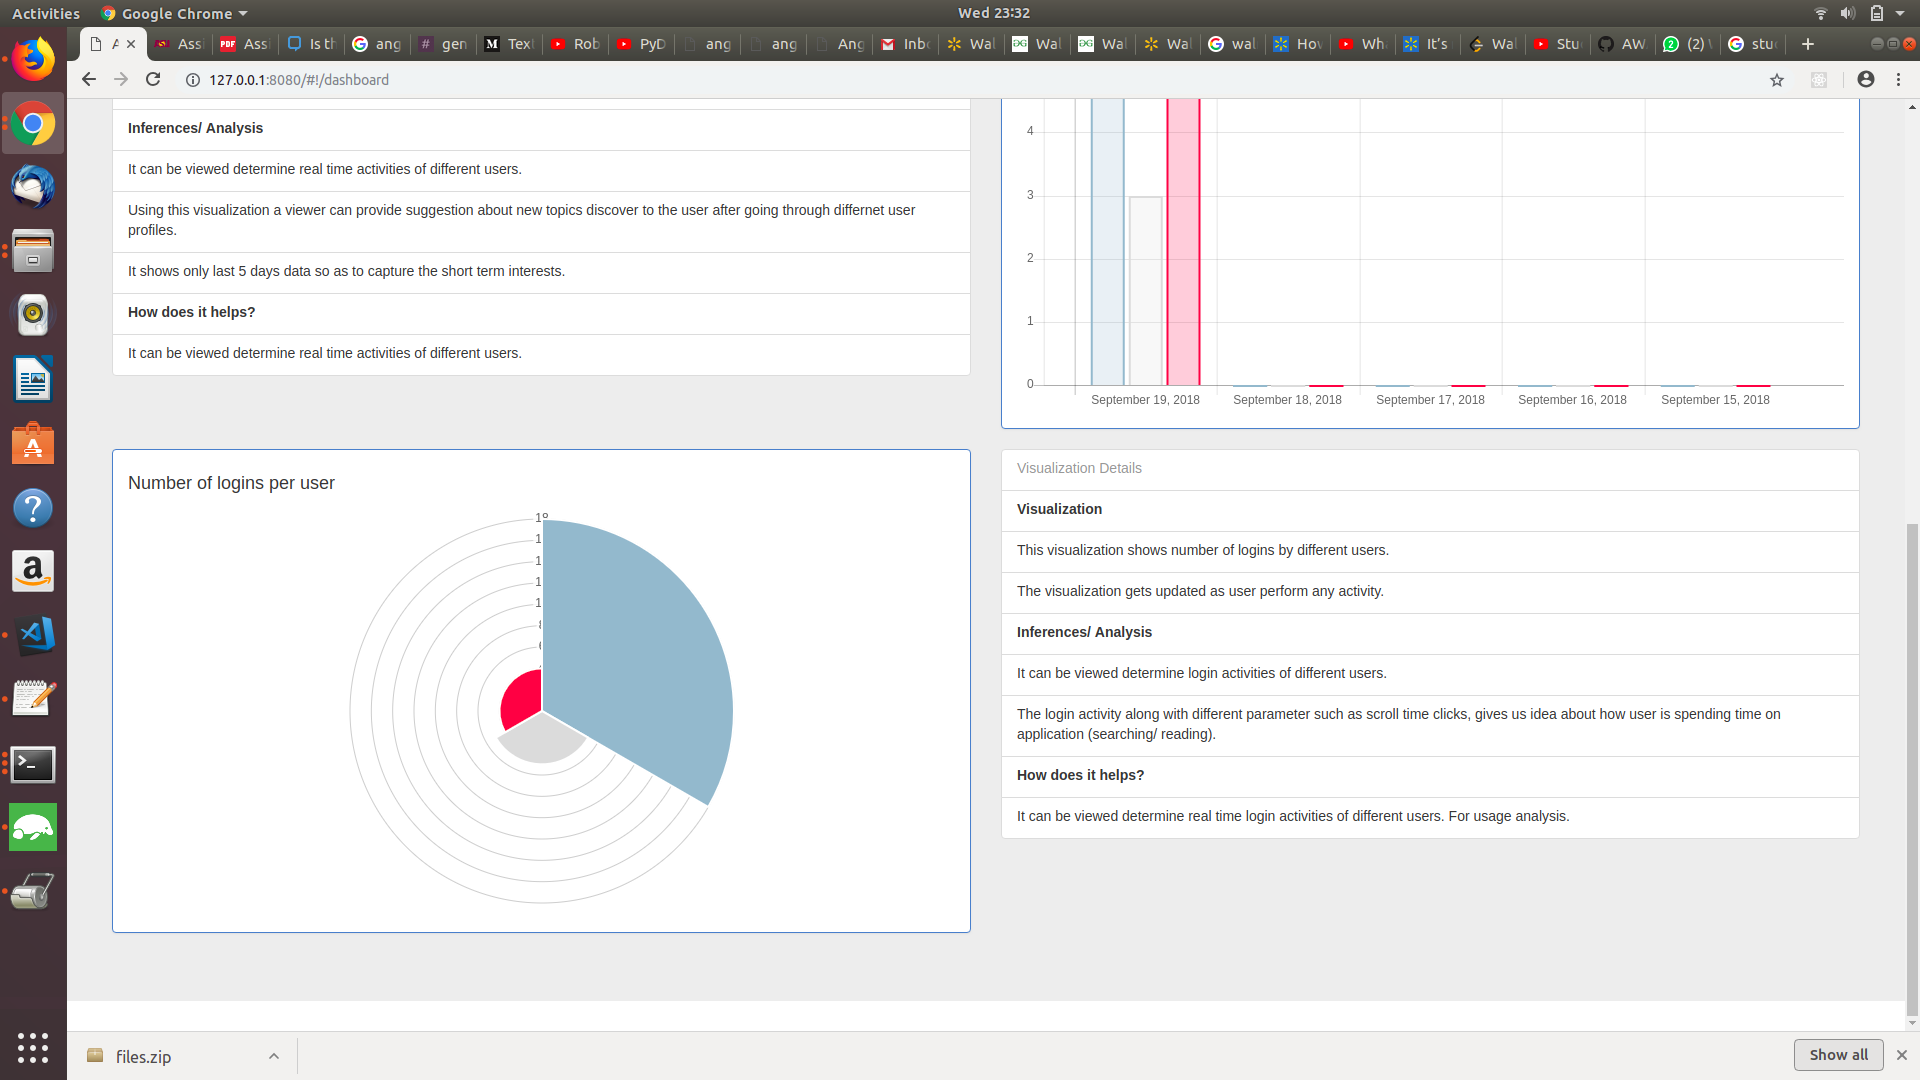 Activities
Google Chrome
Wed 23:32
Ass
Ass
Is th
ang
gen
Text
Rob
PyD
ang
ang
Ang
Inb
Wal
Wal
Wal
Wal
wal
How
Wh
It's
Wal
Stu
AW
(2)
stu
127.0.0.1:8080/#!/dashboard
Inferences/ Analysis
It can be viewed determine real time activities of different users.
Using this visualization a viewer can provide suggestion about new topics discover to the user after going through differnet user
profiles.
It shows only last 5 days data so as to capture the short term interests.
How does it helps?
It can be viewed determine real time activities of different users.
4
3
2
1
0
September 19, 2018
September 18, 2018
September 17, 2018
September 16, 2018
September 15, 2018
Number of logins per user
Visualization Details
Visualization
This visualization shows number of logins by different users.
The visualization gets updated as user perform any activity.
Inferences/ Analysis
It can be viewed determine login activities of different users.
The login activity along with different parameter such as scroll time clicks, gives us idea about how user is spending time on
application (searching/ reading).
How does it helps?
It can be viewed determine real time login activities of different users. For usage analysis.
files.zip
Show all